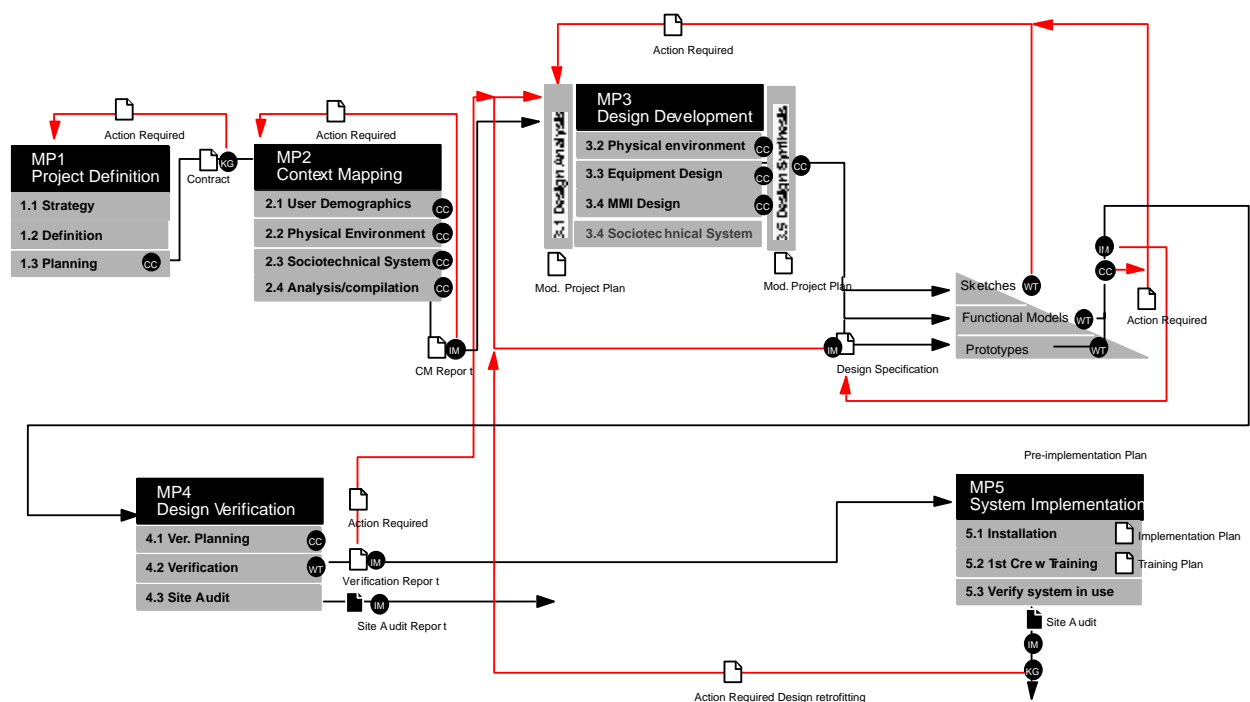 Action Required
MP3
Design Development
3.1 Design Analysis
3.2 Physical environment
CC
3.3 Equipment Design
CC
3.4 MMI Design
CC
3.4 Sociotechnical System
3.5 Design Synthesis
CC
Mod. Project Plan
Mod. Project Plan
Action Required
MP1
Project Definition
1.1 Strategy
1.2 Definition
1.3 Planning
CC
KG
Contract
Action Required
MP2
Context Mapping
2.1 User Demographics
CC
2.2 Physical Environment
CC
2.3 Sociotechnical System
CC
2.4 Analysis/compilation
CC
IM
CM Report
IM
CC
Sketches
WT
Functional Models
WT
Prototypes
WT
Action Required
IM
Design Specification
MP4
Design Verification
4.1 Ver. Planning
CC
4.2 Verification
WT
4.3 Site Audit
Action Required
IM
Verification Report
IM
Site Audit Report
Pre-implementation Plan
MP5
System Implementation
5.1 Installation
Implementation Plan
5.2 1st Crew Training
Training Plan
5.3 Verify system in use
Site Audit
IM
KG
Action Required Design retrofitting